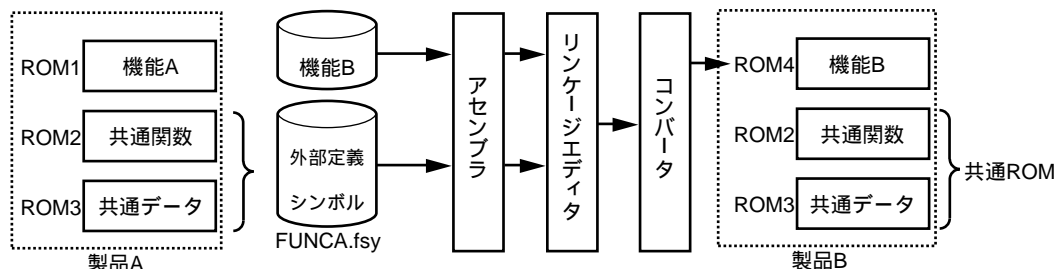 ROM1
機能A
ROM2
共通関数
ROM3
共通データ
製品A
機能B
外部定義
シンボル
FUNCA.fsy
アセンブラ
リンケージエディタ
コンバータ
ROM4
機能B
ROM2
共通関数
ROM3
共通データ
共通ROM
製品B